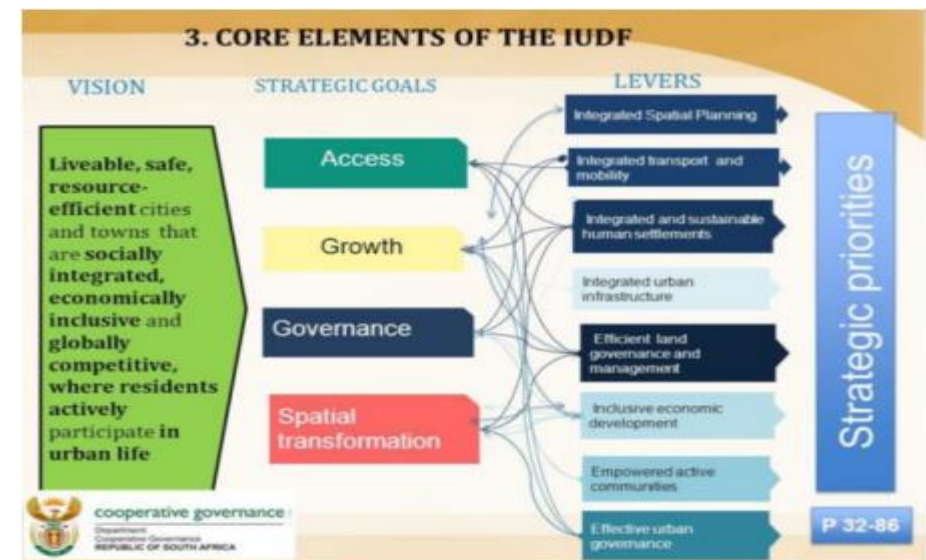 3. CORE ELEMENTS OF THE IUDF
VISION
STRATEGIC GOALS
LEVERS
Liveable, safe,
resource-
efficient cities
and towns that
are socially
integrated,
economically
inclusive and
globally
competitive,
where residents
actively
participate in
urban life
Access
Growth
Governance
Spatial
transformation
Integrated Spatial Planning
Integrated transport and
mobility
Integrated and sustainable
human settlements
Integrated urban
infrastructure
Efficient land
governance and
management
Inclusive economic
development
Empowered active
communities
Effective urban
governance
Strategic priorities
P 32-86
cooperative governance
Department:
Cooperative Governance
REPUBLIC OF SOUTH AFRICA